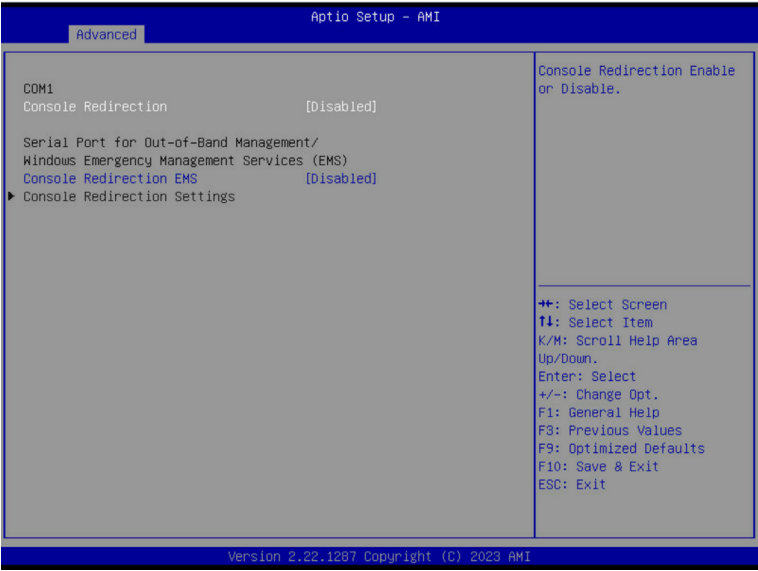 Aptio Setup - AMI
Advanced
COM1
Console Redirection [Disabled]
Serial Port for Out-of-Band Management/
Windows Emergency Management Services (EMS)
Console Redirection EMS [Disabled]
Console Redirection Settings
Console Redirection Enable
or Disable.
→←: Select Screen
↑↓: Select Item
K/M: Scroll Help Area
Up/Down.
Enter: Select
+/-: Change Opt.
F1: General Help
F3: Previous Values
F9: Optimized Defaults
F10: Save & Exit
ESC: Exit
Version 2.22.1287 Copyright (C) 2023 AMI